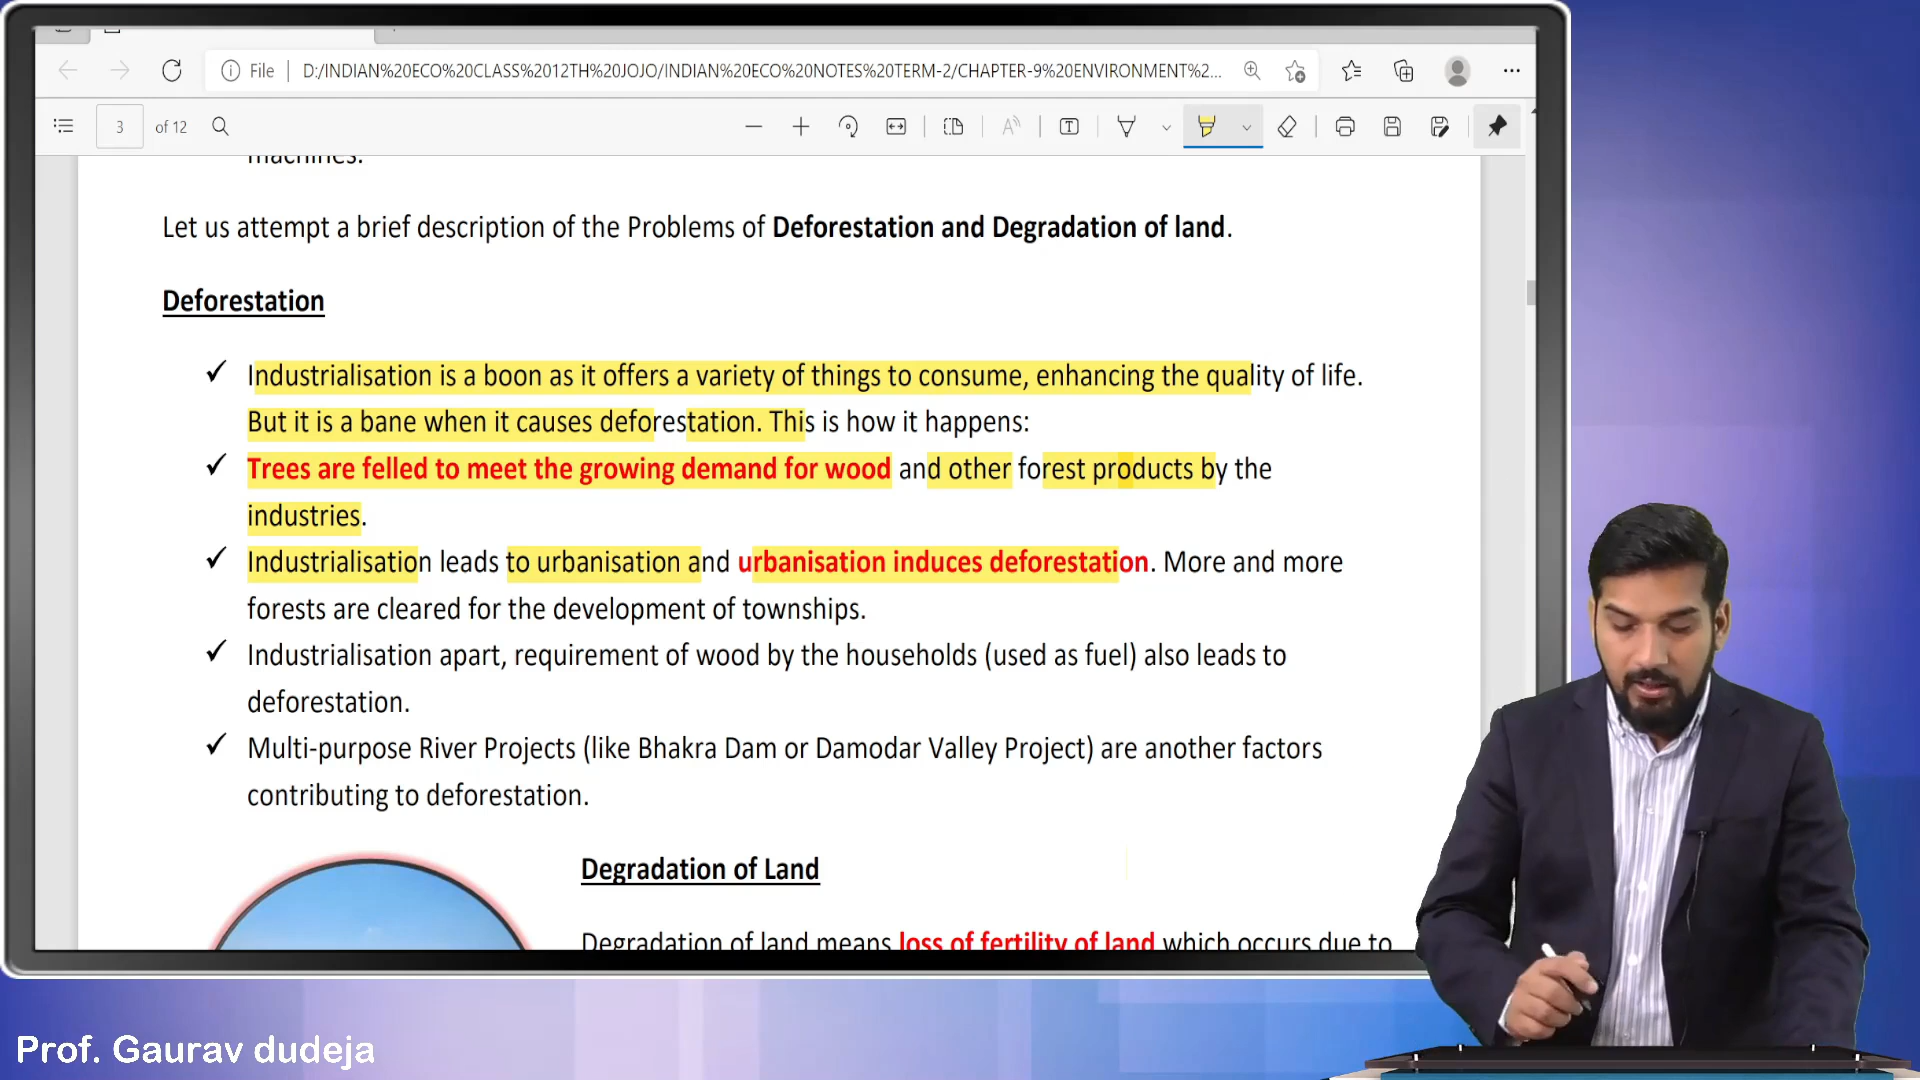 File
D:/INDIAN%20ECO%20CLASS%2012TH%20JOJO/INDIAN%20ECO%20NOTES%20TERM-2/CHAPTER-9%20ENVIRONMENT%2...
3 of 12
machines.
Let us attempt a brief description of the Problems of Deforestation and Degradation of land.
Deforestation
✓ Industrialisation is a boon as it offers a variety of things to consume, enhancing the quality of life.
But it is a bane when it causes deforestation. This is how it happens:
✓ Trees are felled to meet the growing demand for wood and other forest products by the
industries.
✓ Industrialisation leads to urbanisation and urbanisation induces deforestation. More and more
forests are cleared for the development of townships.
✓ Industrialisation apart, requirement of wood by the households (used as fuel) also leads to
deforestation.
✓ Multi-purpose River Projects (like Bhakra Dam or Damodar Valley Project) are another factors
contributing to deforestation.
Degradation of Land
Degradation of land means loss of fertility of land which occurs due to
Prof. Gaurav dudeja